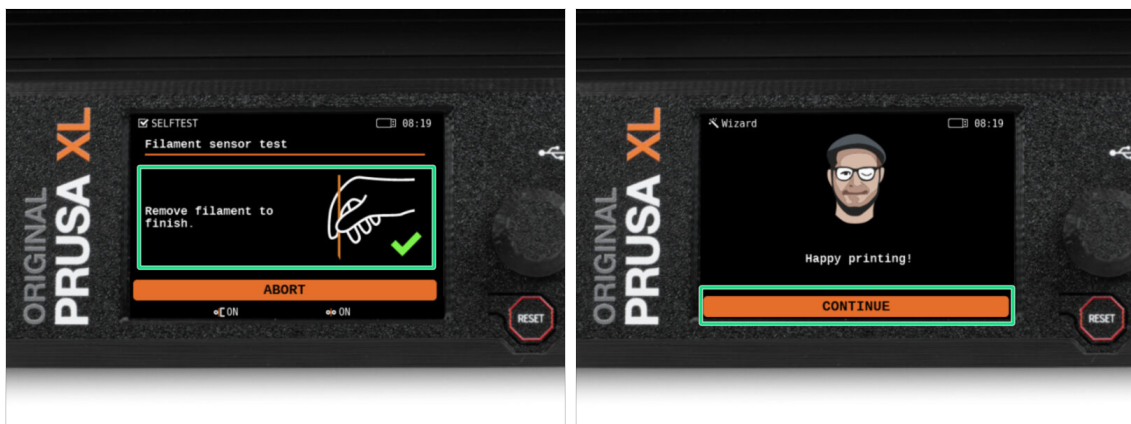 ORIGINAL
PRUSA XL
SELFTEST
08:19
Filament sensor test
Remove filament to
finish.
ABORT
ON
ON
RESET
ORIGINAL
PRUSA XL
Wizard
08:19
Happy printing!
CONTINUE
RESET